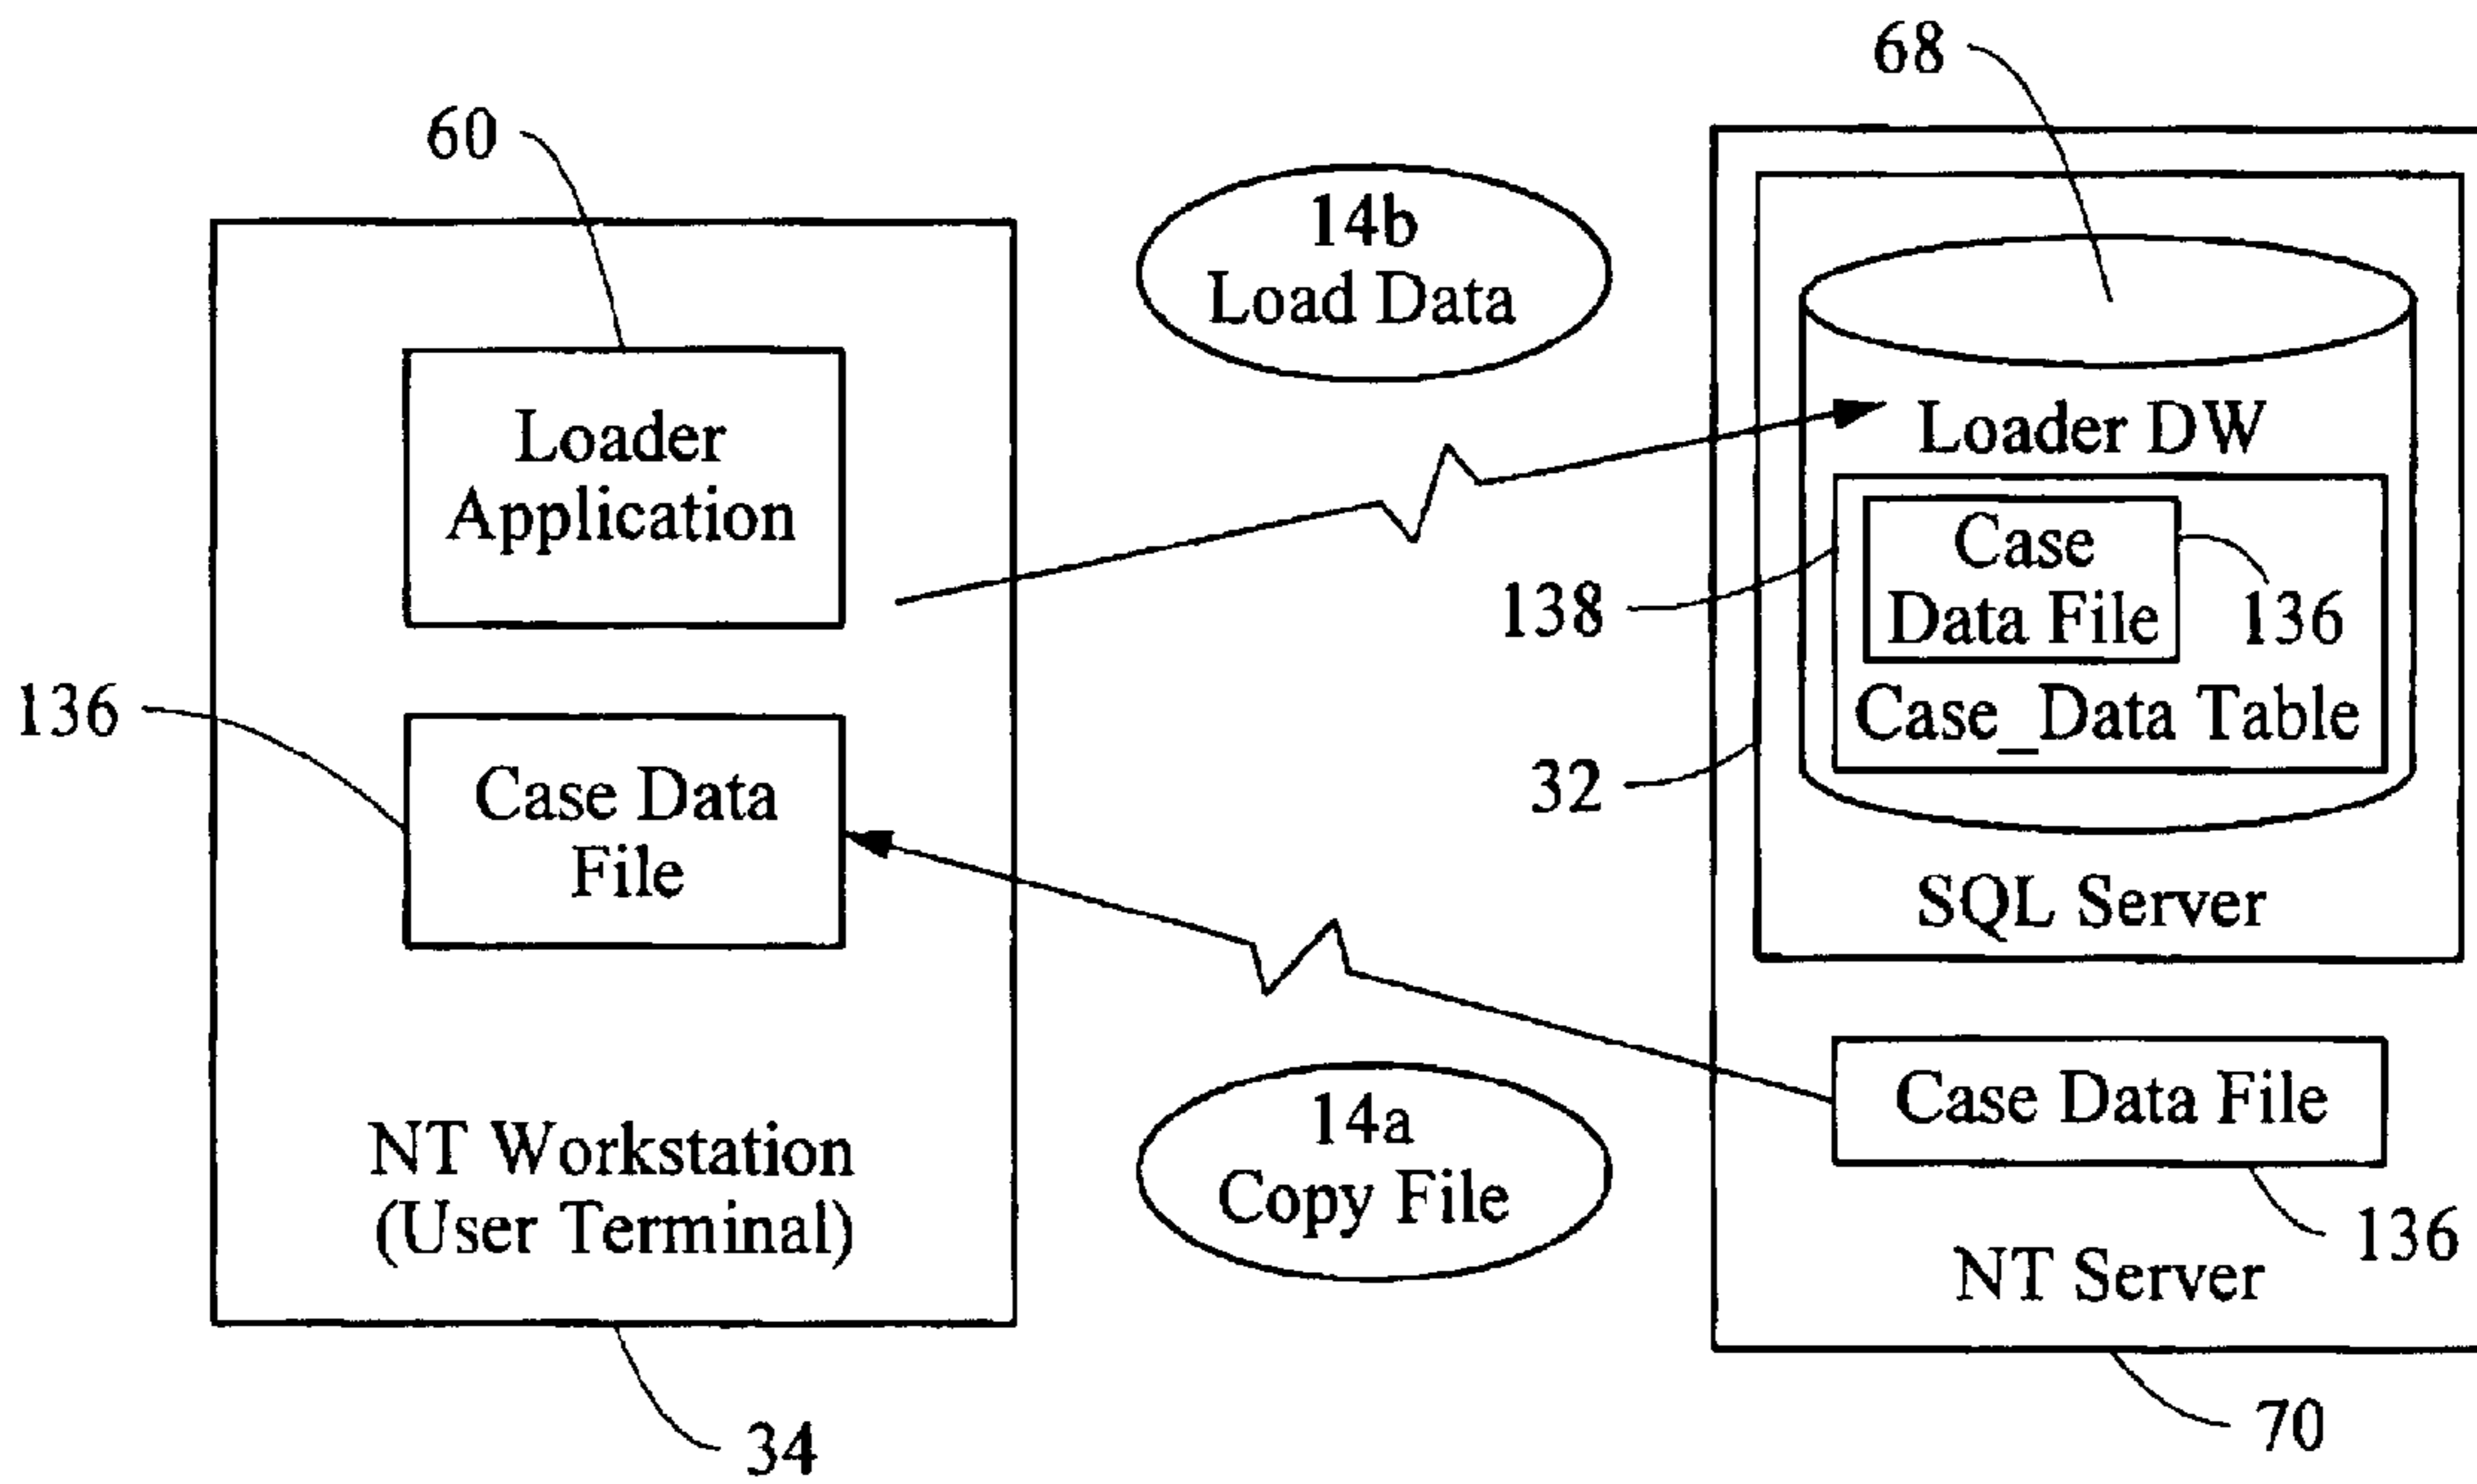 68
60
14b
Load Data
Loader
Application
Loader DW
Case
Data File
138
136
Case_Data Table
136
32
Case Data
File
SQL Server
Case Data File
14a
Copy File
NT Workstation
(User Terminal)
136
NT Server
34
70